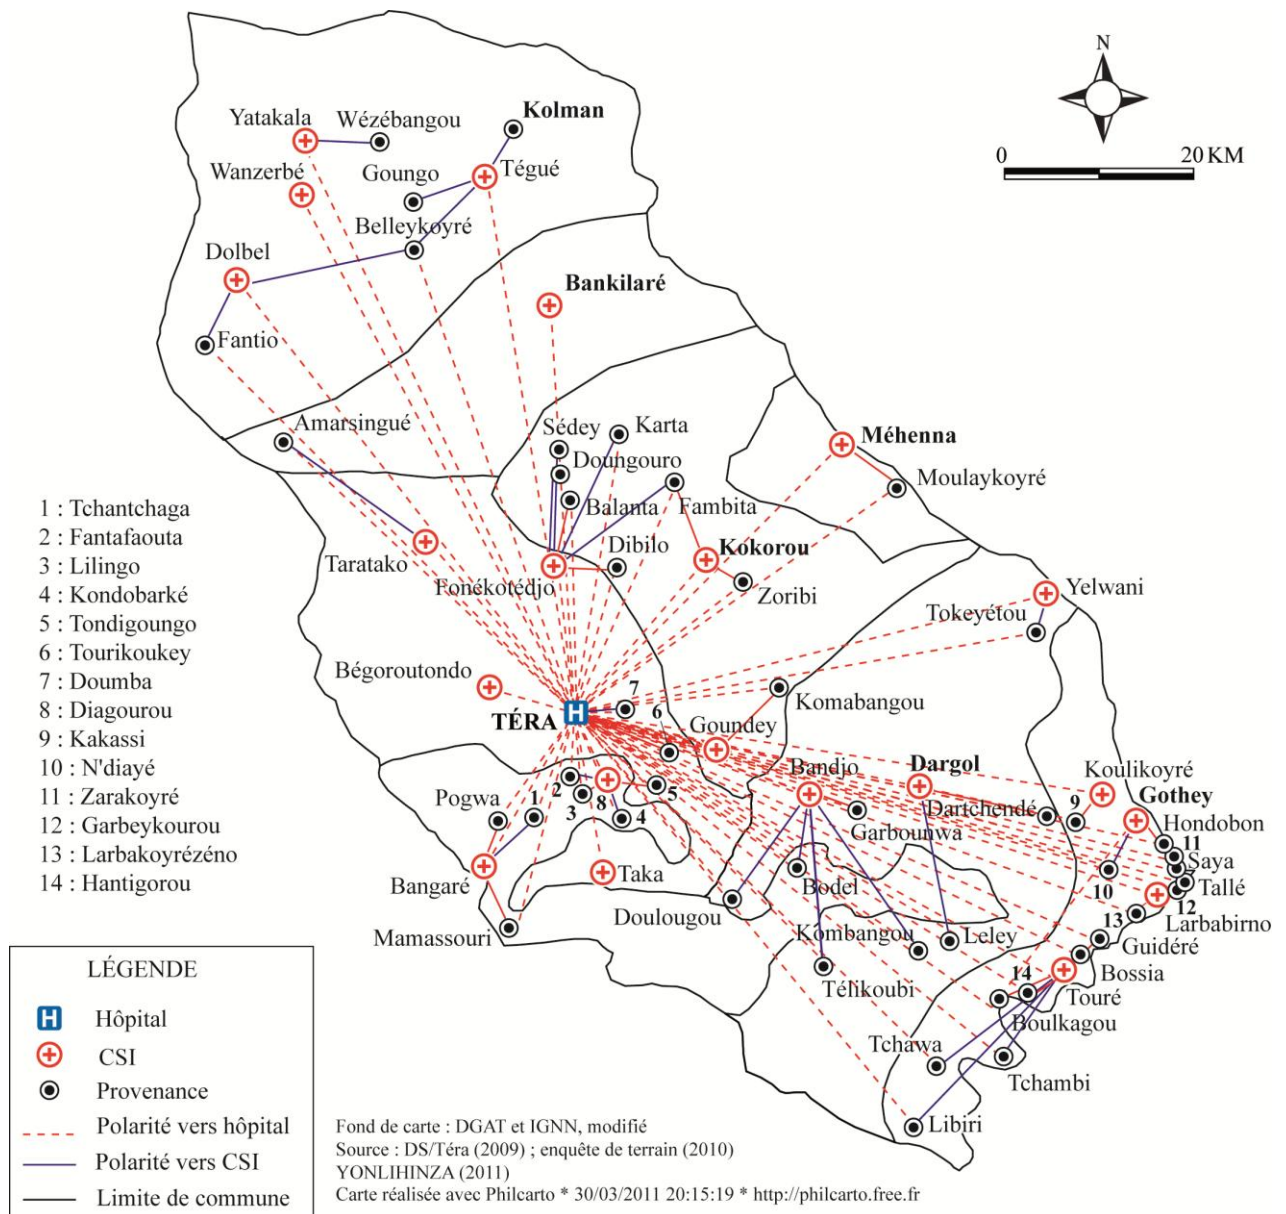 N
0 20 KM
Kolman
Yatakala
Wézébangou
Wanzerbé
Goungo
Tégué
Belleykoyré
Dolbel
Bankilaré
Fantio
Amarsingué
Sédey
Karta
Doungouro
Méhenna
Moulaykoyré
Balanta
Fambita
Taratako
Dibilo
Kokorou
Fonékotédjo
Zoribi
Yelwani
Tokeyétou
1 : Tchantchaga
2 : Fantafaouta
3 : Lilingo
4 : Kondobarké
5 : Tondigoungo
6 : Tourikoukey
7 : Doumba
8 : Diagourou
9 : Kakassi
10 : N'diayé
11 : Zarakoyré
12 : Garbeykourou
13 : Larbakoyrézéno
14 : Hantigorou
Bégoroutondo
7
6
H
TÉRA
Komabangou
Goundey
Bandjo
Dargol
Koulikoyré
Dartchendé
9
Gothey
Pogwa
1
2
3
8
5
4
Garbounwa
Hondobon
11
Saya
10
Tallé
12
Bangaré
Taka
Bodel
Doulougou
13
Larbabirno
Mamassouri
Kombangou
Leley
Guidéré
Bossia
Télikoubi
14
Touré
Boulkagou
Tchawa
Tchambi
Libiri
LÉGENDE
H Hôpital
CSI
Provenance
Polarité vers hôpital
Polarité vers CSI
Limite de commune
Fond de carte : DGAT et IGNN, modifié
Source : DS/Téra (2009) ; enquête de terrain (2010)
YONLIHINZA (2011)
Carte réalisée avec Philcarto * 30/03/2011 20:15:19 * http://philcarto.free.fr